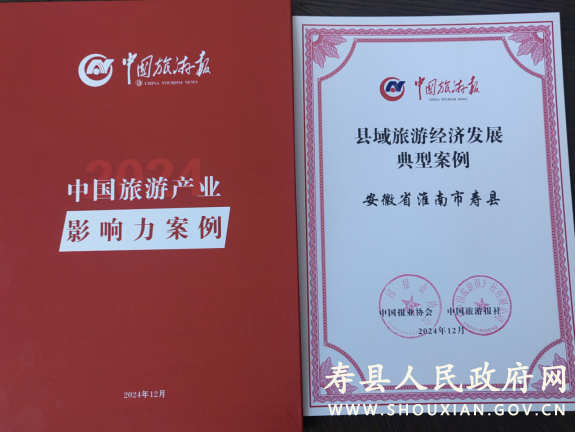 中国旅游报
CHINA TOURISM NEWS
2024
中国旅游产业
影响力案例
2024年12月
中国旅游报
CHINA TOURISM NEWS
县域旅游经济发展
典型案例
安徽省淮南市寿县
中国报业协会 中国旅游报社
2024年12月
寿县人民政府网
WWW.SHOUXIAN.GOV.CN